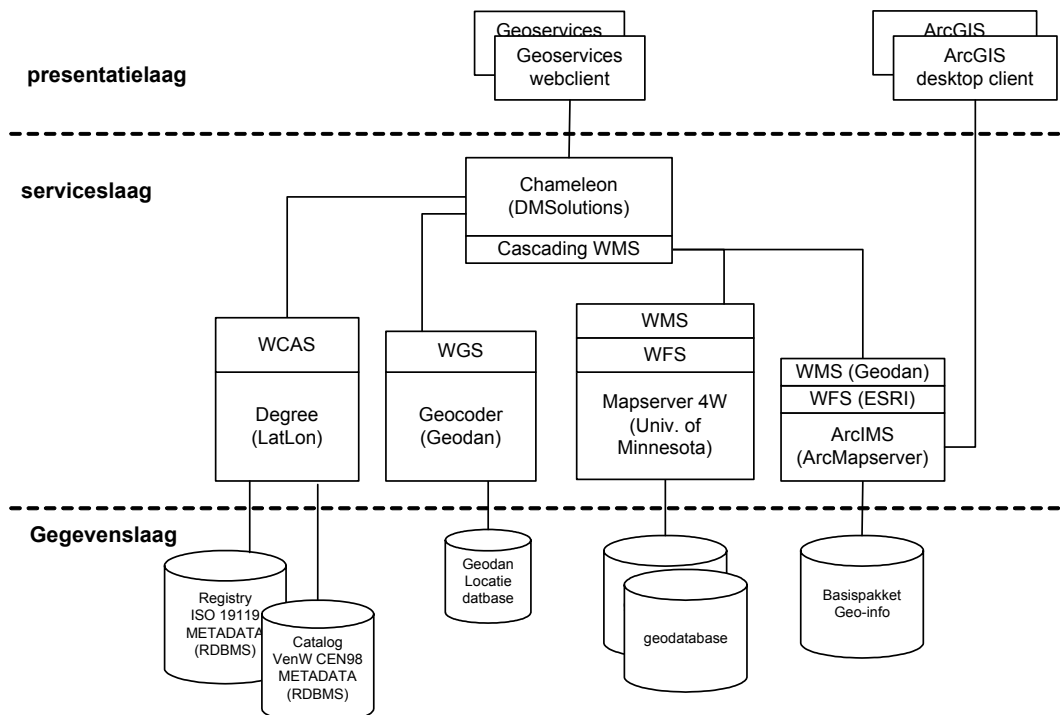 Geoservices
Geoservices
webclient
ArcGIS
ArcGIS
desktop client
presentatielaag
serviceslaag
Chameleon
(DMSolutions)
Cascading WMS
WCAS
Degree
(LatLon)
WGS
Geocoder
(Geodan)
WMS
WFS
Mapserver 4W
(Univ. of
Minnesota)
WMS (Geodan)
WFS (ESRI)
ArcIMS
(ArcMapserver)
Gegevenslaag
Registry
ISO 19119
METADATA
(RDBMS)
Catalog
VenW CEN98
METADATA
(RDBMS)
Geodan
Locatie
datbase
geodatabase
Basispakket
Geo-info